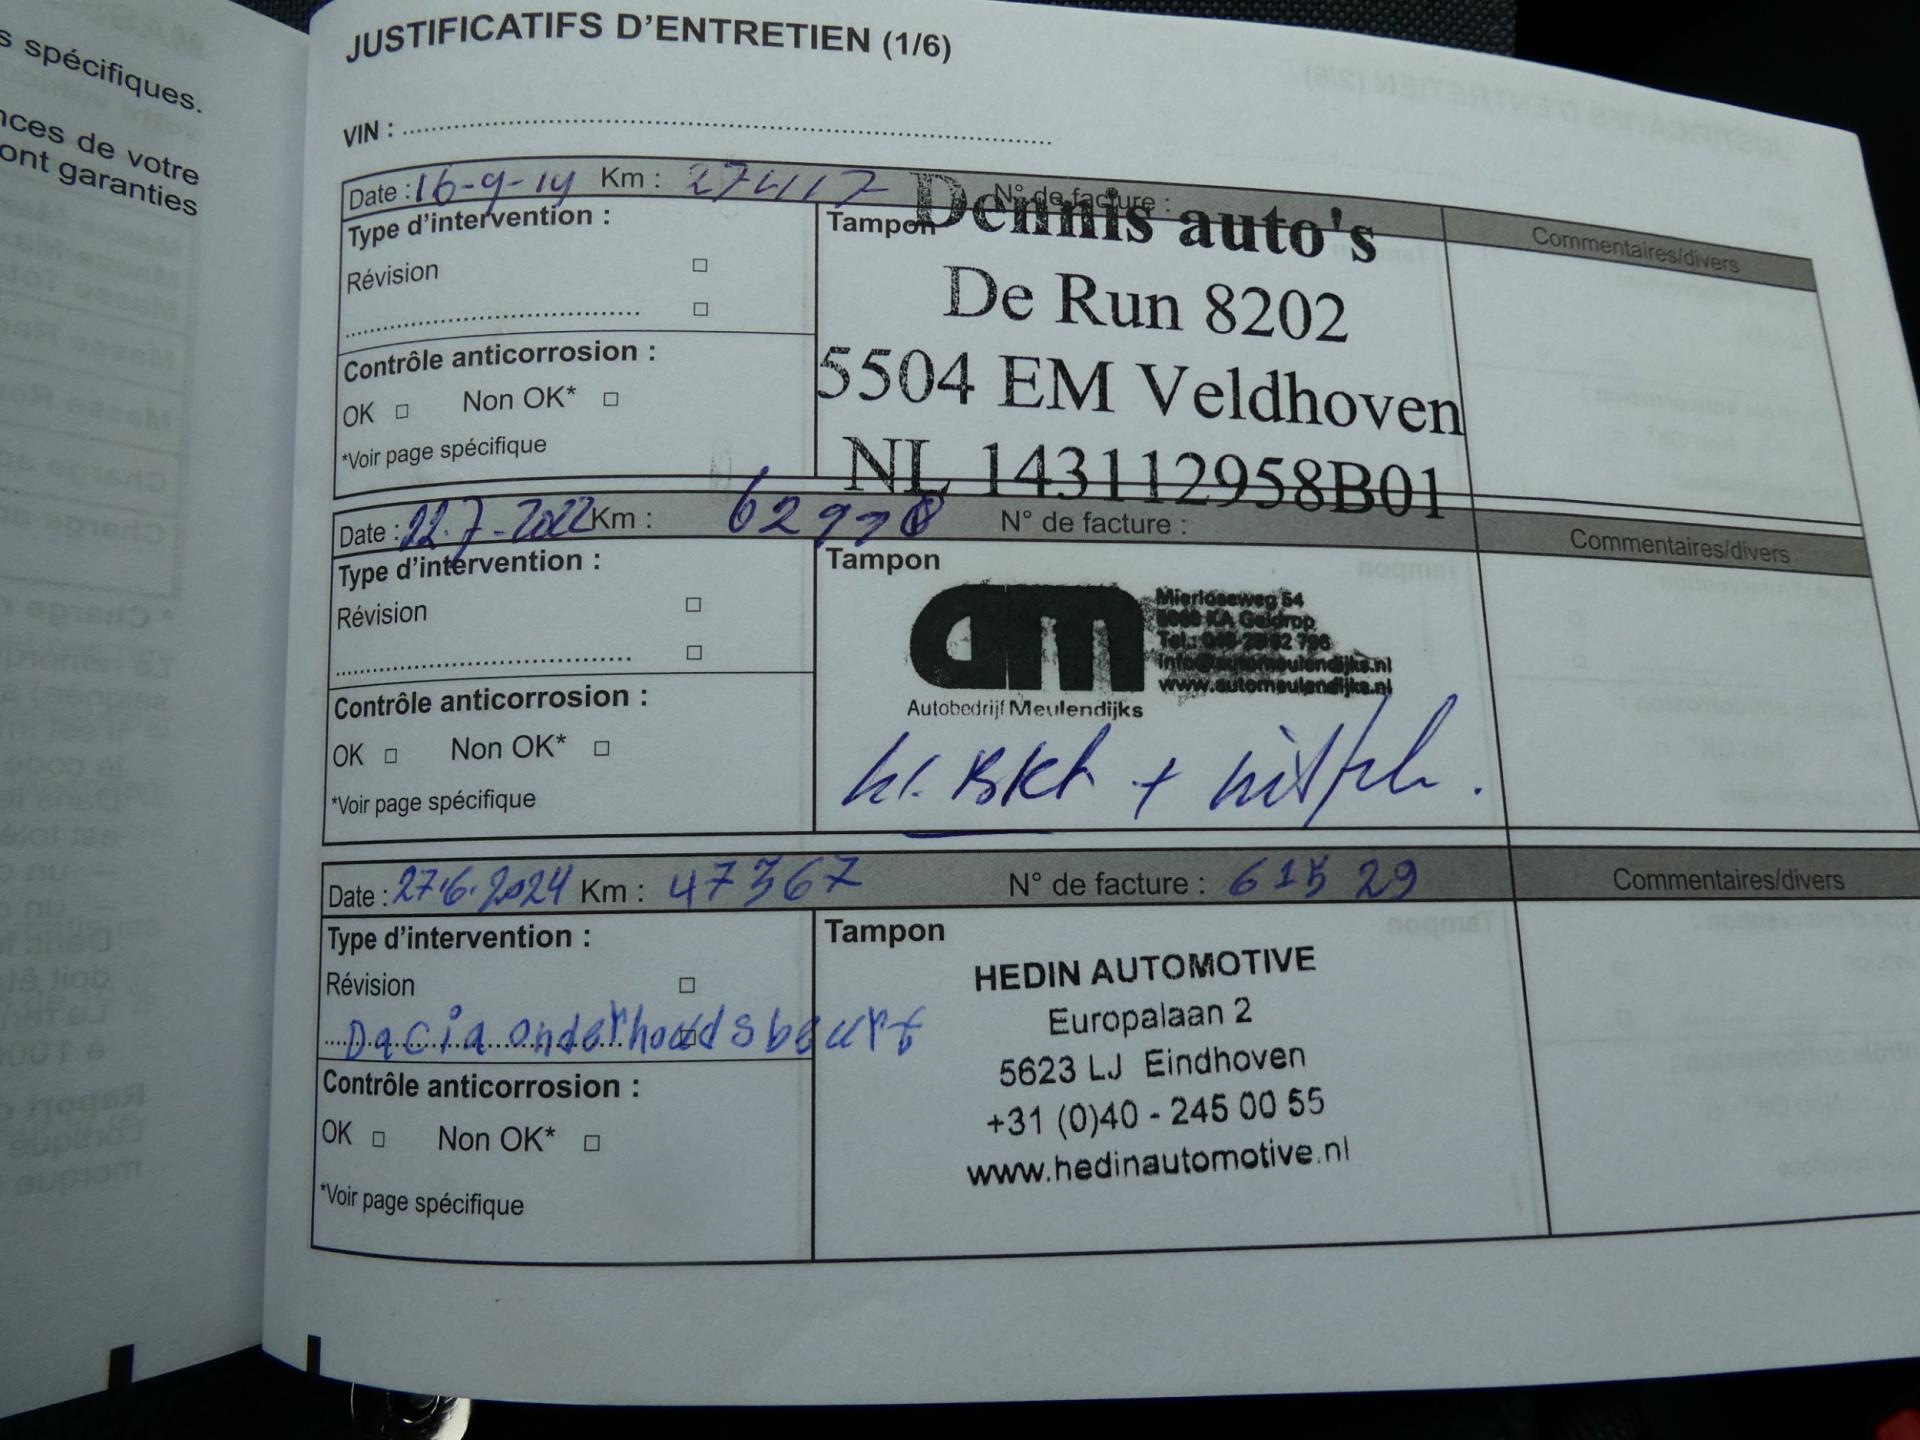 s spécifiques.
nces de votre
ont garanties
JUSTIFICATIFS D'ENTRETIEN (1/6)
VIN :
Date : 16-9-19 Km : 27417 N° de facture :
Commentaires/divers
Type d'intervention :
Révision
Contrôle anticorrosion :
OK Non OK*
*Voir page spécifique
Tampon
Dennis auto's
De Run 8202
5504 EM Veldhoven
NL 143112958B01
Date : 22-7-2022 Km : N° de facture :
Commentaires/divers
Type d'intervention :
Révision
Contrôle anticorrosion :
OK Non OK*
*Voir page spécifique
Tampon
am
Mierloseweg 54
KA Geldrop
info@automeulendijks.nl
www.automeulendijks.nl
Autobedrijf Meulendijks
Date : 27-6-2024 Km : 47367 N° de facture : 61529
Commentaires/divers
Type d'intervention :
Révision
Dacia onderhoudsbeurt
Contrôle anticorrosion :
OK Non OK*
*Voir page spécifique
Tampon
HEDIN AUTOMOTIVE
Europalaan 2
5623 LJ Eindhoven
+31 (0)40 - 245 00 55
www.hedinautomotive.nl